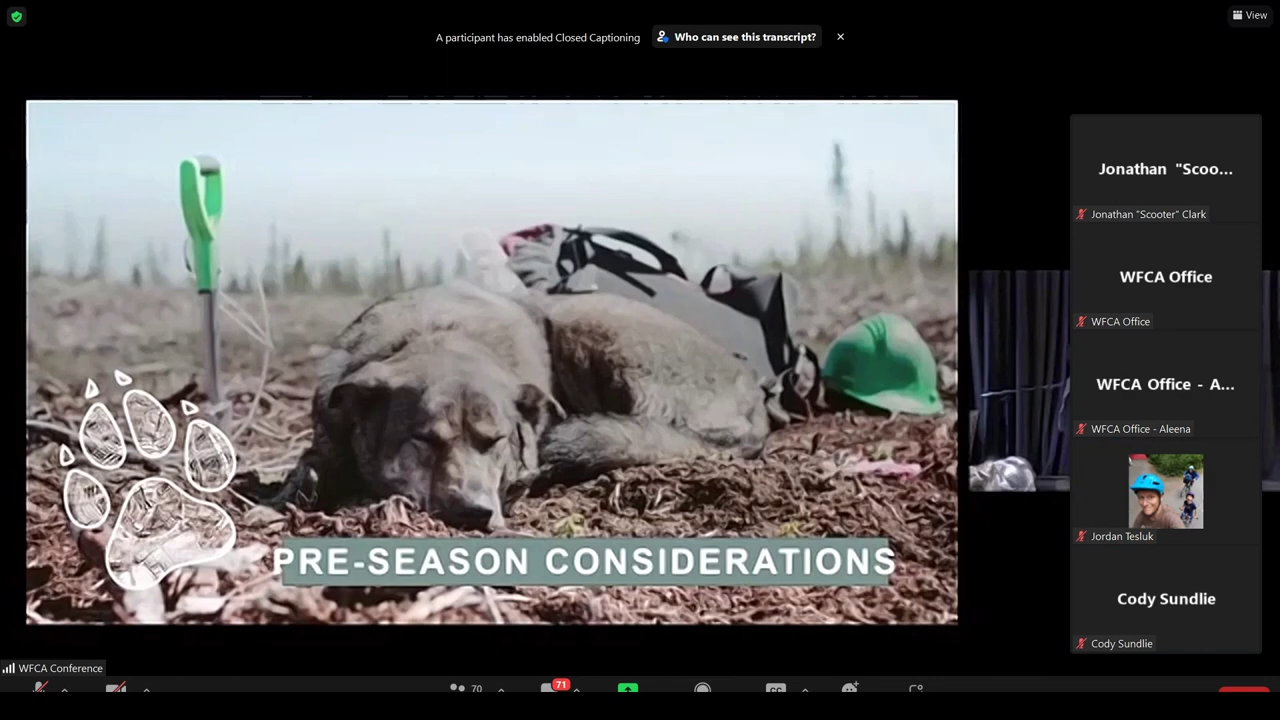 View
A participant has enabled Closed Captioning
Who can see this transcript?
PRE-SEASON CONSIDERATIONS
Jonathan "Scoo...
Jonathan "Scooter" Clark
WFCA Office
WFCA Office
WFCA Office - A...
WFCA Office - Aleena
Jordan Tesluk
Cody Sundlie
Cody Sundlie
WFCA Conference
70
71
CC